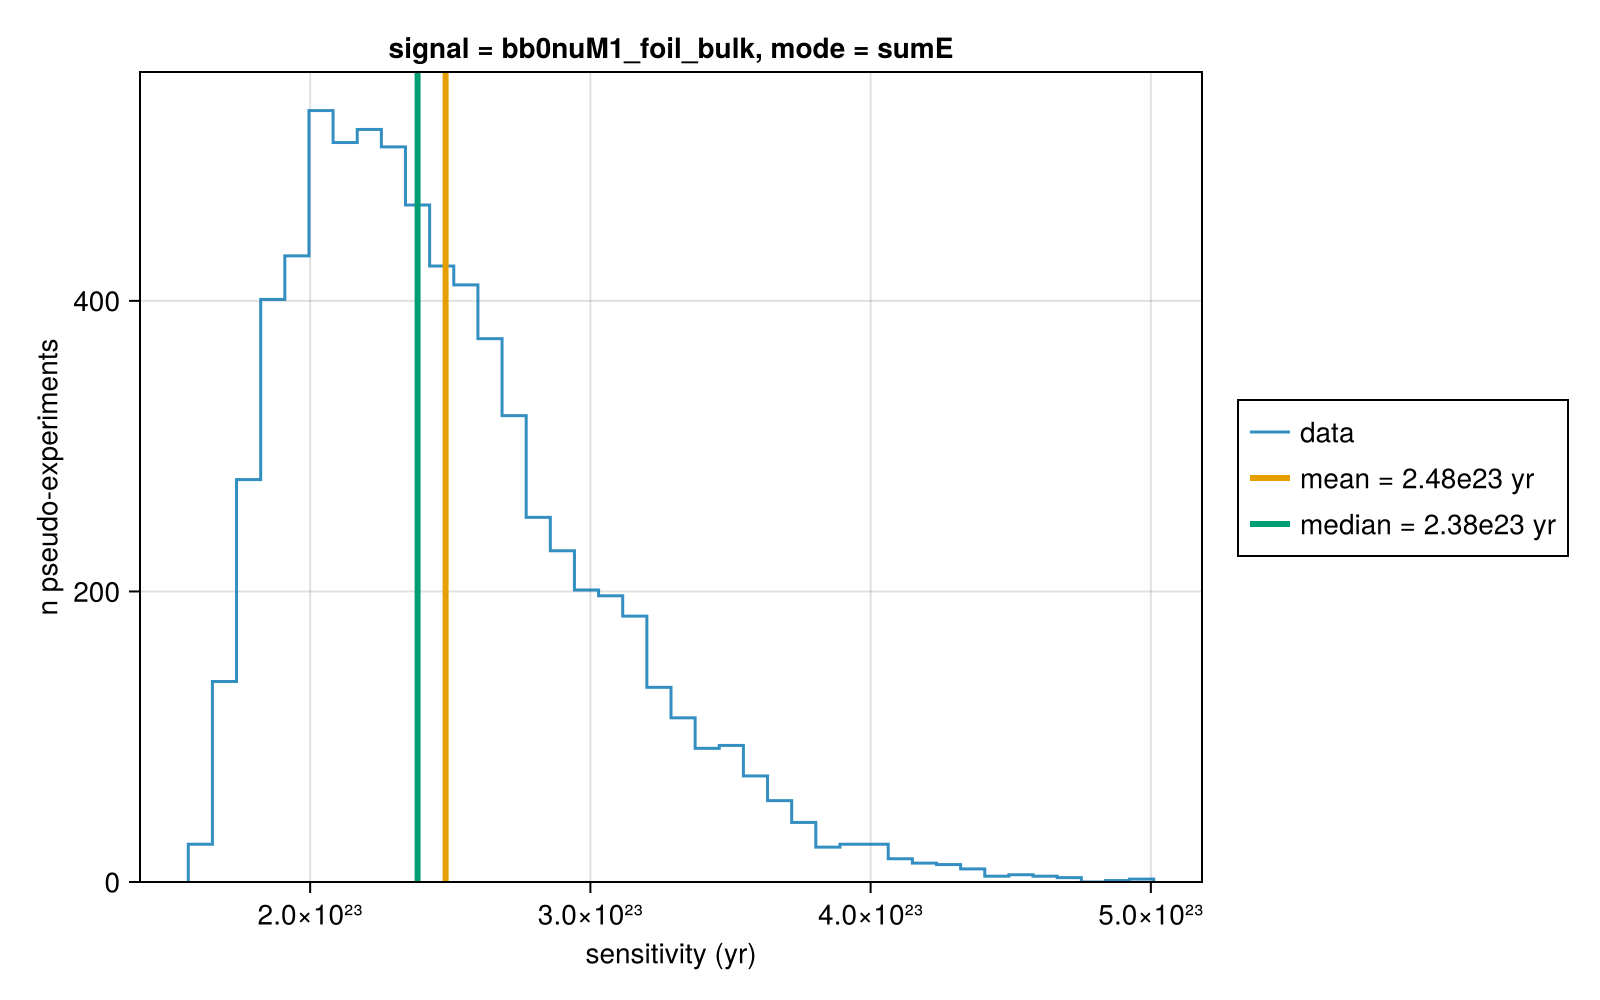 signal = bb0nuM1_foil_bulk, mode = sumE
n pseudo-experiments
400
200
0
2.0×10²³ 3.0×10²³ 4.0×10²³ 5.0×10²³
sensitivity (yr)
data
mean = 2.48e23 yr
median = 2.38e23 yr